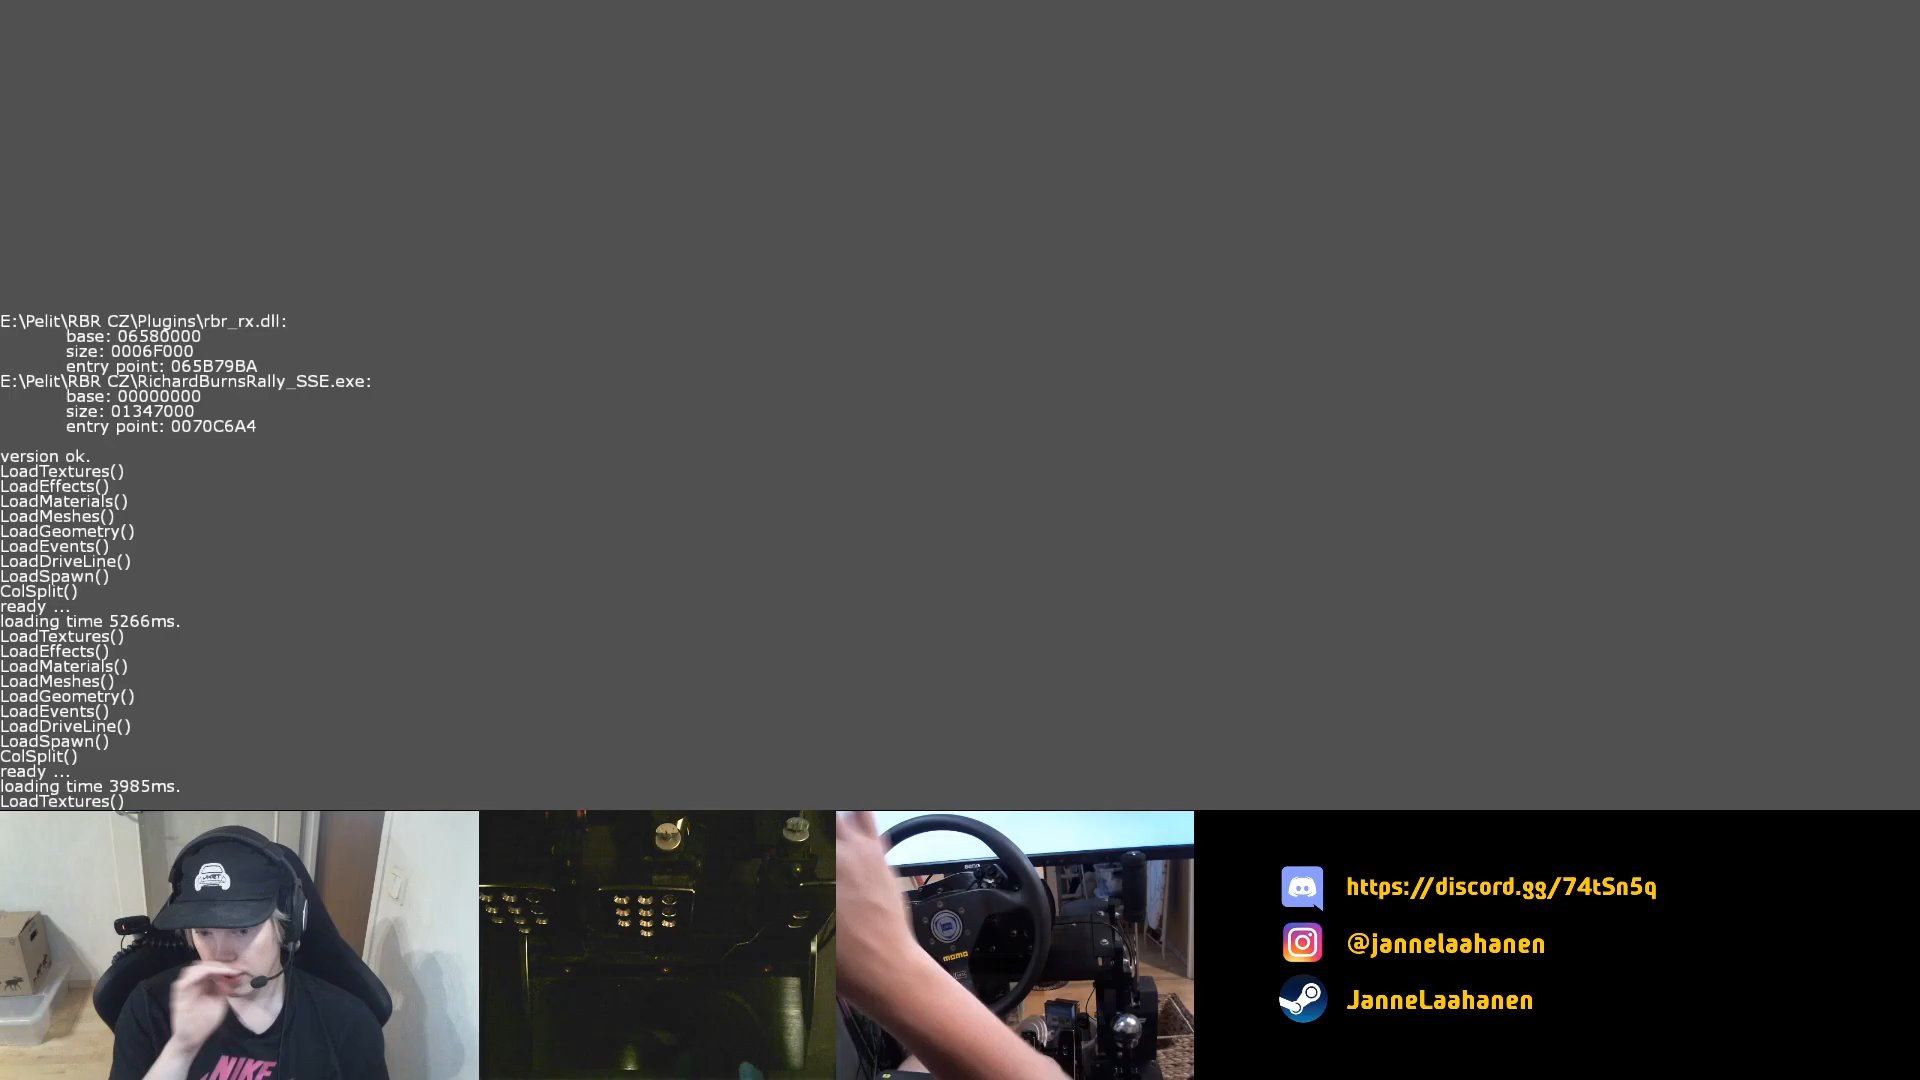 E:\Pelit\RBR CZ\Plugins\rbr_rx.dll:
base: 06580000
size: 0006F000
entry point: 065B79BA
E:\Pelit\RBR CZ\RichardBurnsRally_SSE.exe:
base: 00000000
size: 01347000
entry point: 0070C6A4
version ok.
LoadTextures()
LoadEffects()
LoadMaterials()
LoadMeshes()
LoadGeometry()
LoadEvents()
LoadDriveLine()
LoadSpawn()
ColSplit()
ready ...
loading time 5266ms.
LoadTextures()
LoadEffects()
LoadMaterials()
LoadMeshes()
LoadGeometry()
LoadEvents()
LoadDriveLine()
LoadSpawn()
ColSplit()
ready ...
loading time 3985ms.
LoadTextures()
NIKE
momo
https://discord.gg/74tSn5q
@jannelaahanen
JanneLaahanen